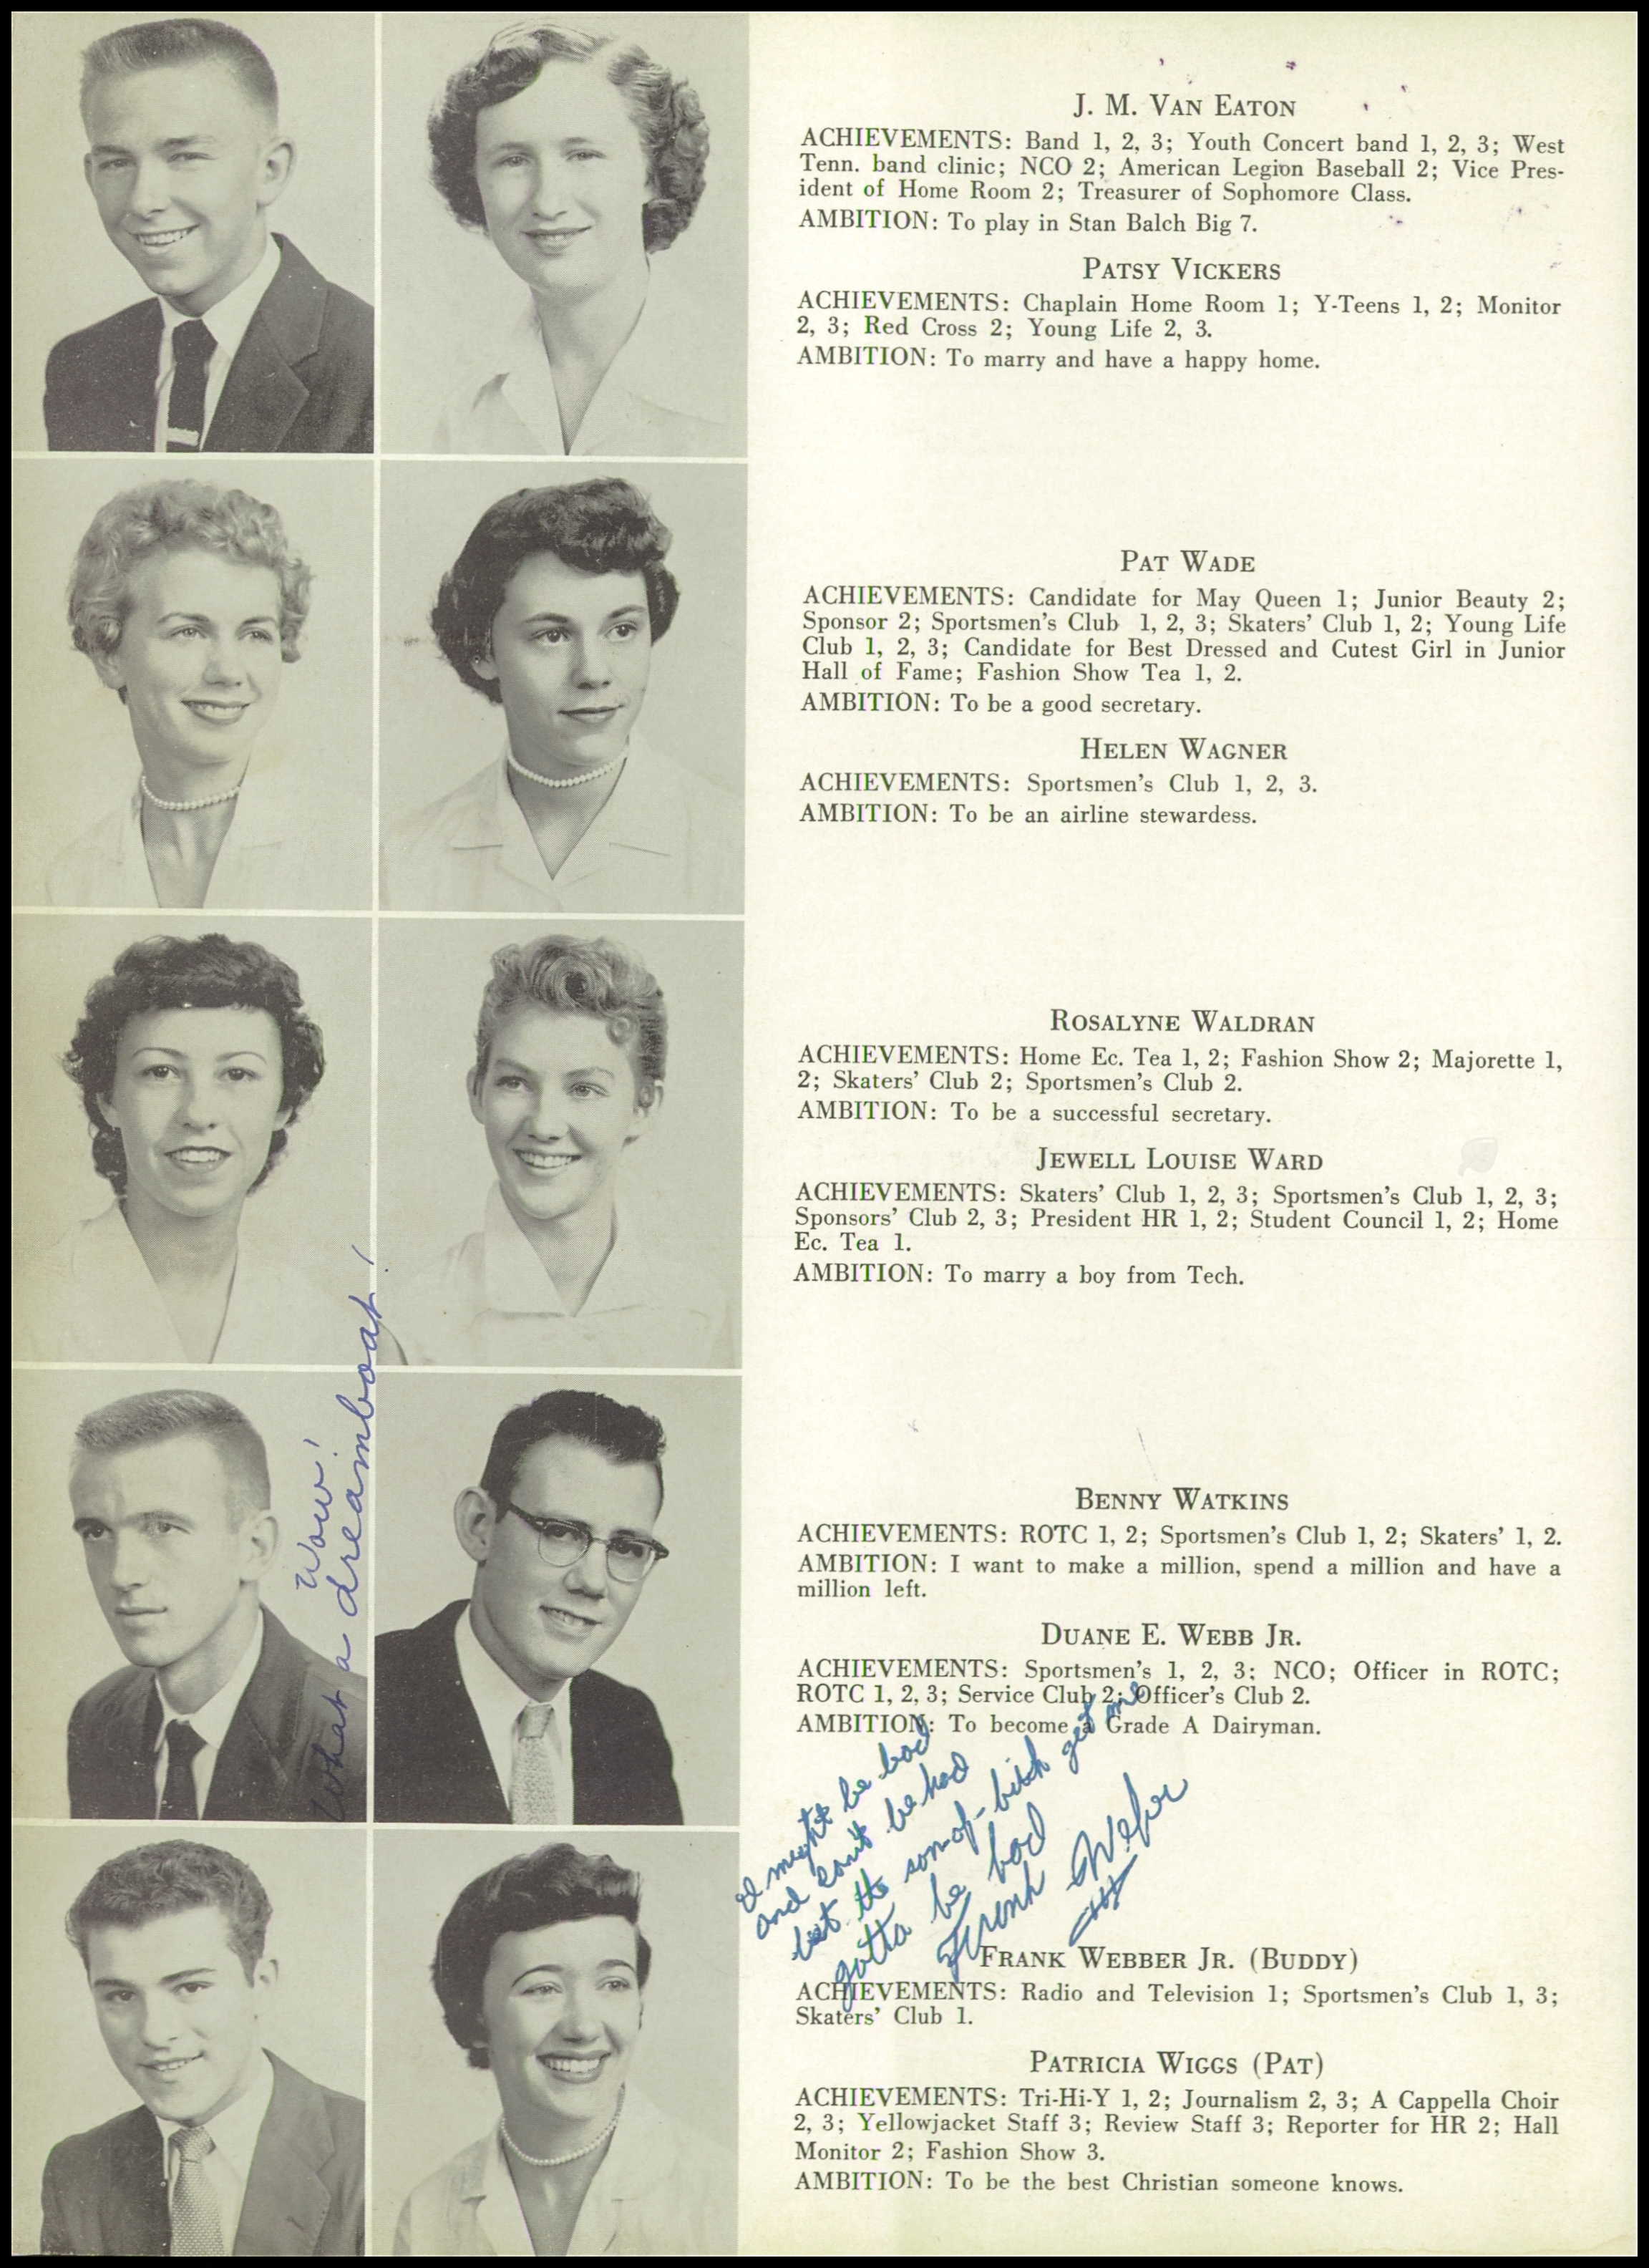 J. M. VAN EATON
ACHIEVEMENTS: Band 1, 2, 3; Youth Concert band 1, 2, 3; West
Tenn. band clinic; NCO 2; American Legion Baseball 2; Vice Pres-
ident of Home Room 2; Treasurer of Sophomore Class.
AMBITION: To play in Stan Balch Big 7.
PATSY VICKERS
ACHIEVEMENTS: Chaplain Home Room 1; Y-Teens 1, 2; Monitor
2, 3; Red Cross 2; Young Life 2, 3.
AMBITION: To marry and have a happy home.
PAT WADE
ACHIEVEMENTS: Candidate for May Queen 1; Junior Beauty 2;
Sponsor 2; Sportsmen's Club 1, 2, 3; Skaters' Club 1, 2; Young Life
Club 1, 2, 3; Candidate for Best Dressed and Cutest Girl in Junior
Hall of Fame; Fashion Show Tea 1, 2.
AMBITION: To be a good secretary.
HELEN WAGNER
ACHIEVEMENTS: Sportsmen's Club 1, 2, 3.
AMBITION: To be an airline stewardess.
ROSALYNE WALDRAN
ACHIEVEMENTS: Home Ec. Tea 1, 2; Fashion Show 2; Majorette 1,
2; Skaters' Club 2; Sportsmen's Club 2.
AMBITION: To be a successful secretary.
JEWELL LOUISE WARD
ACHIEVEMENTS: Skaters' Club 1, 2, 3; Sportsmen's Club 1, 2, 3;
Sponsors' Club 2, 3; President HR 1, 2; Student Council 1, 2; Home
Ec. Tea 1.
AMBITION: To marry a boy from Tech.
Wow!
What a dreamboat!
BENNY WATKINS
ACHIEVEMENTS: ROTC 1, 2; Sportsmen's Club 1, 2; Skaters' 1, 2.
AMBITION: I want to make a million, spend a million and have a
million left.
DUANE E. WEBB JR.
ACHIEVEMENTS: Sportsmen's 1, 2, 3; NCO; Officer in ROTC;
ROTC 1, 2, 3; Service Club 2; Officer's Club 2.
AMBITION: To become a Grade A Dairyman.
I might be bad
and can't be had
but the son-of-bitch get me
gotta be bad
Frank Weber
FRANK WEBBER JR. (BUDDY)
ACHIEVEMENTS: Radio and Television 1; Sportsmen's Club 1, 3;
Skaters' Club 1.
PATRICIA WIGGS (PAT)
ACHIEVEMENTS: Tri-Hi-Y 1, 2; Journalism 2, 3; A Cappella Choir
2, 3; Yellowjacket Staff 3; Review Staff 3; Reporter for HR 2; Hall
Monitor 2; Fashion Show 3.
AMBITION: To be the best Christian someone knows.